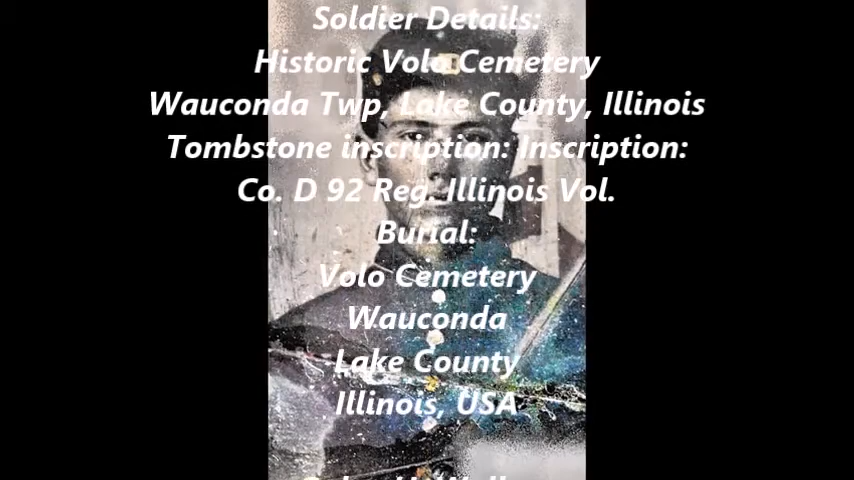 Soldier Details:
Historic Volo Cemetery
Wauconda Twp, Lake County, Illinois
Tombstone inscription: Inscription:
Co. D 92 Reg. Illinois Vol.
Burial:
Volo Cemetery
Wauconda
Lake County
Illinois, USA